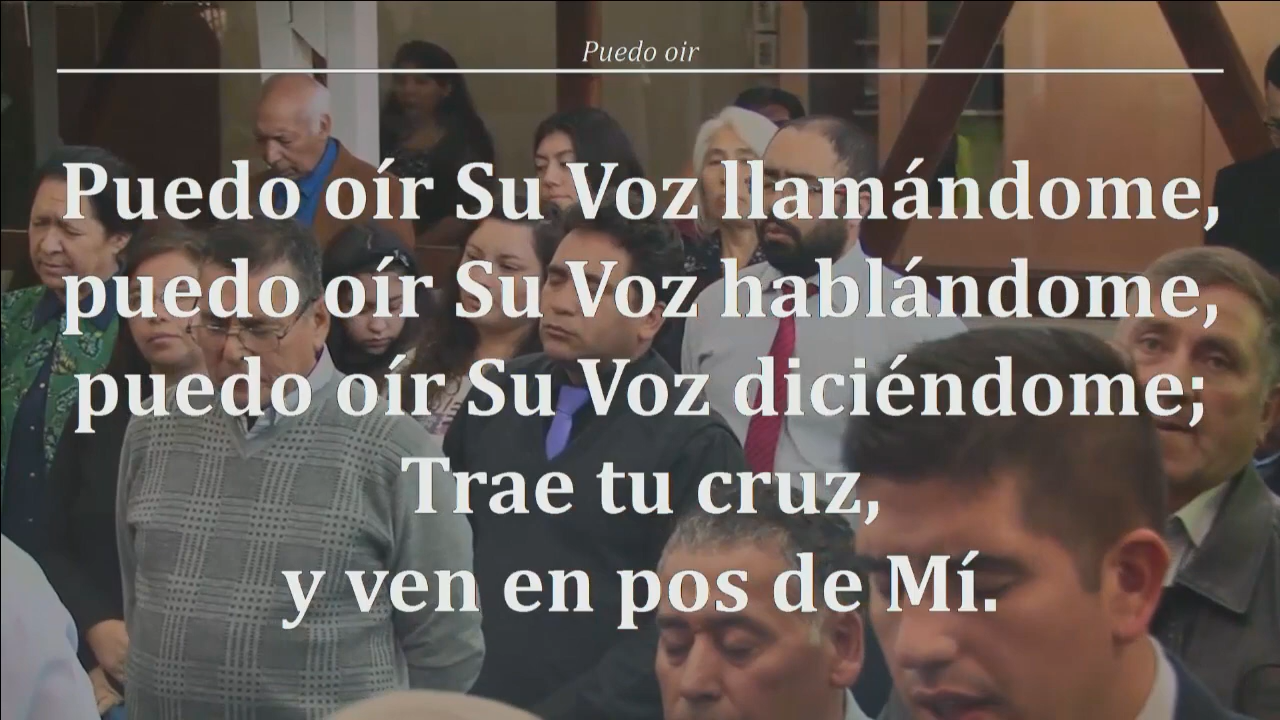 Puedo oir
Puedo oír Su Voz llamándome,
puedo oír Su Voz hablándome,
puedo oír Su Voz diciéndome;
Trae tu cruz,
y ven en pos de Mí.